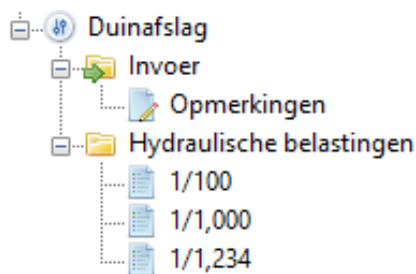 Duinafslag
Invoer
Opmerkingen
Hydraulische belastingen
1/100
1/1,000
1/1,234